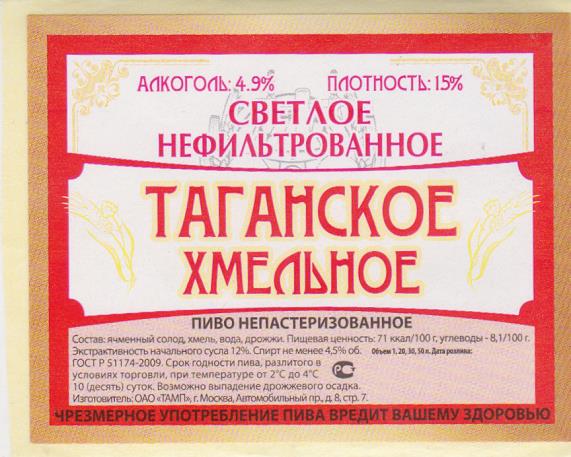 АЛКОГОЛЬ: 4.9% ПЛОТНОСТЬ: 15%
СВЕТЛОЕ
НЕФИЛЬТРОВАННОЕ
ТАГАНСКОЕ
ХМЕЛЬНОЕ
ПИВО НЕПАСТЕРИЗОВАННОЕ
Состав: ячменный солод, хмель, вода, дрожжи. Пищевая ценность: 71 ккал/100 г, углеводы - 8,1/100 г.
Экстрактивность начального сусла 12%. Спирт не менее 4,5% об. Объем 1, 20, 30, 50 л. Дата розлива:
ГОСТ Р 51174-2009. Срок годности пива, разлитого в
условиях торговли, при температуре от 2°С до 4°С
10 (десять) суток. Возможно выпадение дрожжевого осадка.
Изготовитель: ОАО «ТАМП», г. Москва, Автомобильный пр., д. 8, стр. 7.
ЧРЕЗМЕРНОЕ УПОТРЕБЛЕНИЕ ПИВА ВРЕДИТ ВАШЕМУ ЗДОРОВЬЮ